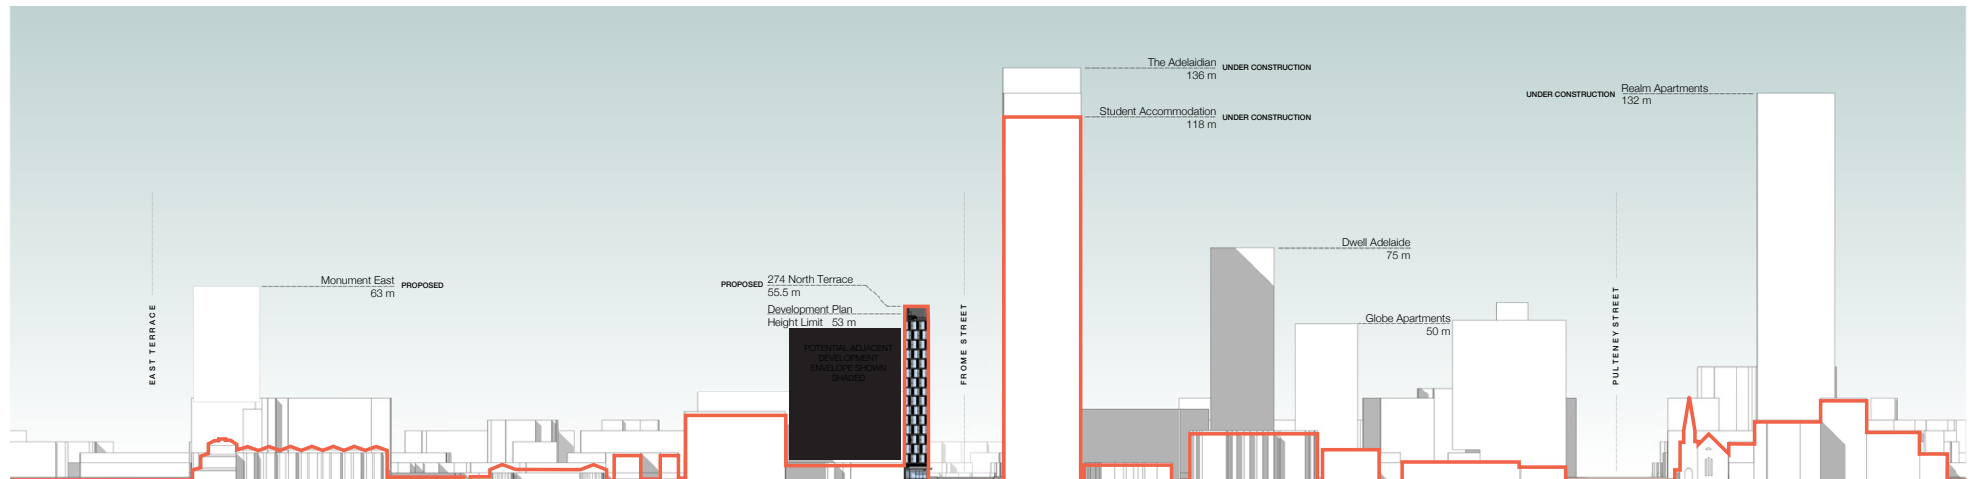 The Adelaidian UNDER CONSTRUCTION
136 m
Student Accommodation UNDER CONSTRUCTION
118 m
UNDER CONSTRUCTION Realm Apartments
132 m
Dwell Adelaide
75 m
Monument East PROPOSED
63 m
PROPOSED 274 North Terrace
55.5 m
Development Plan
Height Limit 53 m
POTENTIAL ADJACENT
DEVELOPMENT
ENVELOPE SHOWN
SHADED
Globe Apartments
50 m
EAST TERRACE
FROME STREET
PULTENEY STREET